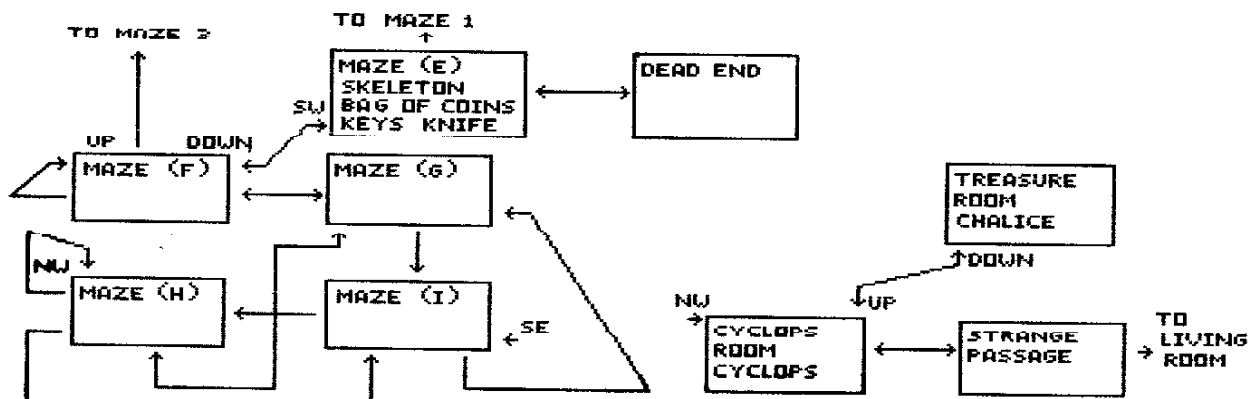 TO MAZE 1
TO MAZE 2
MAZE (E)
SKELETON
BAG OF COINS
KEYS KNIFE
DEAD END
SW
UP
DOWN
MAZE (F)
MAZE (G)
TREASURE
ROOM
CHALICE
NW
MAZE (H)
MAZE (I)
SE
DOWN
UP
NW
CYCLOPS
ROOM
CYCLOPS
STRANGE
PASSAGE
TO
LIVING
ROOM